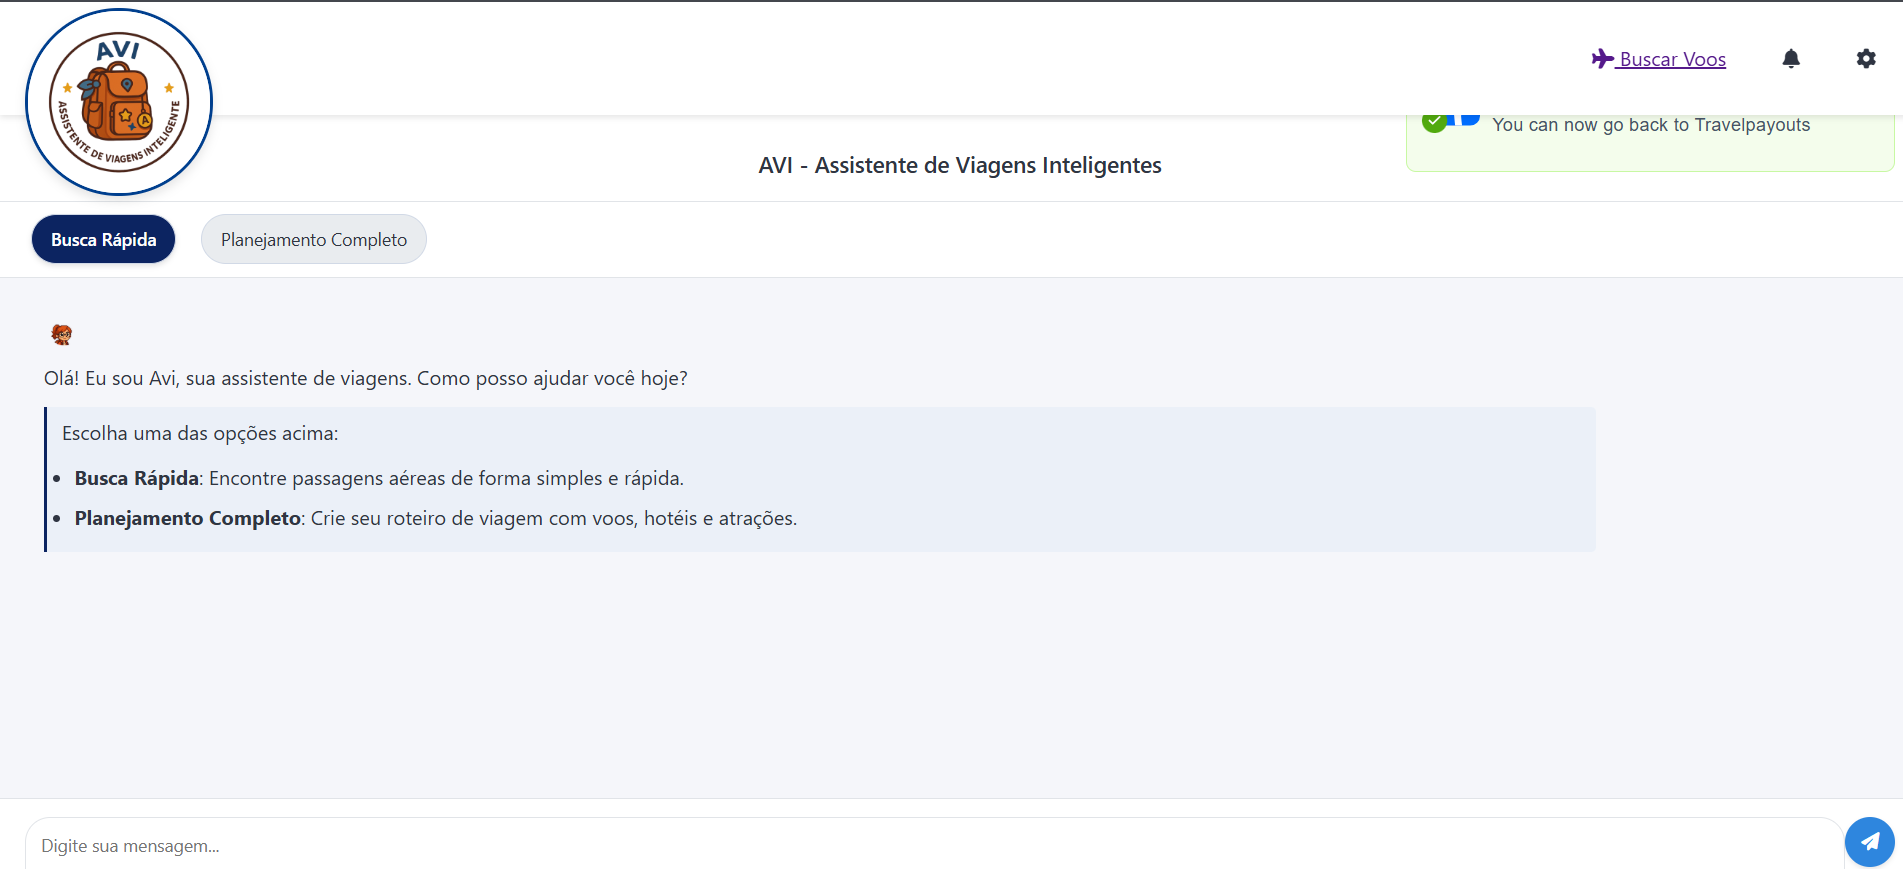 AVI
ASSISTENTE DE VIAGENS INTELIGENTE
A
Buscar Voos
You can now go back to Travelpayouts
AVI - Assistente de Viagens Inteligentes
Busca Rápida
Planejamento Completo
Olá! Eu sou Avi, sua assistente de viagens. Como posso ajudar você hoje?
Escolha uma das opções acima:
• Busca Rápida: Encontre passagens aéreas de forma simples e rápida.
• Planejamento Completo: Crie seu roteiro de viagem com voos, hotéis e atrações.
Digite sua mensagem...